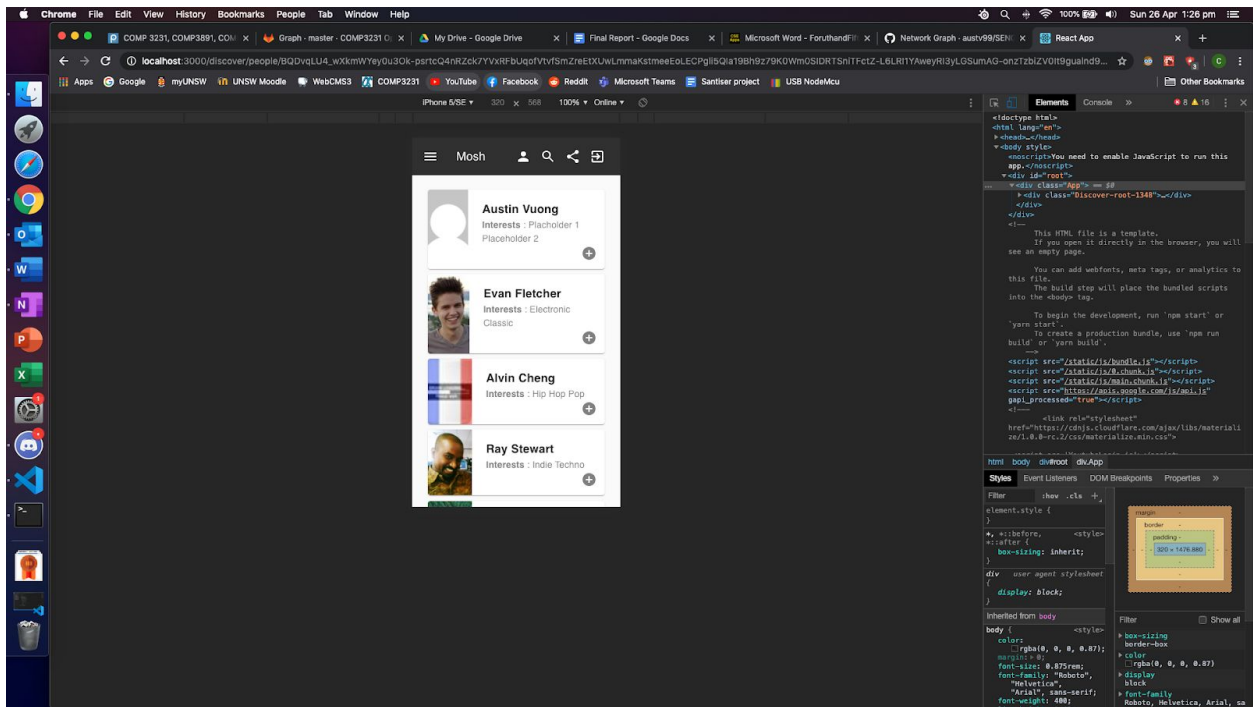 Chrome File Edit View History Bookmarks People Tab Window Help
100% Sun 26 Apr 1:26 pm
COMP 3231, COMP3891, COM
Graph · master · COMP3231 O
My Drive - Google Drive
Final Report - Google Docs
Microsoft Word - ForuthandFif
Network Graph · austv99/SEN
React App
Apps Google myUNSW UNSW Moodle WebCMS3 COMP3231 YouTube Facebook Reddit Microsoft Teams Santiser project USB NodeMcu Other Bookmarks
iPhone 5/SE 320 x 568 100% Online
Elements Console » 8 16
Mosh
Austin Vuong
Interests : Placholder 1
Placeholder 2
Evan Fletcher
Interests : Electronic
Classic
Alvin Cheng
Interests : Hip Hop Pop
Ray Stewart
Interests : Indie Techno
<!doctype html>
<html lang="en">
<head>…</head>
<body style>
<noscript>You need to enable JavaScript to run this
app.</noscript>
<div id="root">
<div class="App"> == $0
<div class="Discover-root-1348">…</div>
</div>
</div>
<!--
This HTML file is a template.
If you open it directly in the browser, you will
see an empty page.
You can add webfonts, meta tags, or analytics to
this file.
The build step will place the bundled scripts
into the <body> tag.
To begin the development, run `npm start` or
`yarn start`.
To create a production bundle, use `npm run
build` or `yarn build`.
-->
<script src="/static/js/bundle.js"></script>
<script src="/static/js/0.chunk.js"></script>
<script src="/static/js/main.chunk.js"></script>
<script src="https://apis.google.com/js/api.js"
gapi_processed="true"></script>
<!--
<link rel="stylesheet"
href="https://cdnjs.cloudflare.com/ajax/libs/materiali
ze/1.0.0-rc.2/css/materialize.min.css">
html body div#root div.App
Styles Event Listeners DOM Breakpoints Properties »
Filter :hov .cls +
element.style {
}
*, *::before, <style>
*::after {
box-sizing: inherit;
}
div user agent stylesheet
{
display: block;
}
Inherited from body
body { <style>
color:
rgba(0, 0, 0, 0.87);
margin: 0;
font-size: 0.875rem;
font-family: "Roboto",
"Helvetica",
"Arial", sans-serif;
font-weight: 400;
margin -
border -
padding -
320 × 1476.880
Filter Show all
box-sizing
border-box
color
rgba(0, 0, 0, 0.87)
display
block
font-family
Roboto, Helvetica, Arial, sa